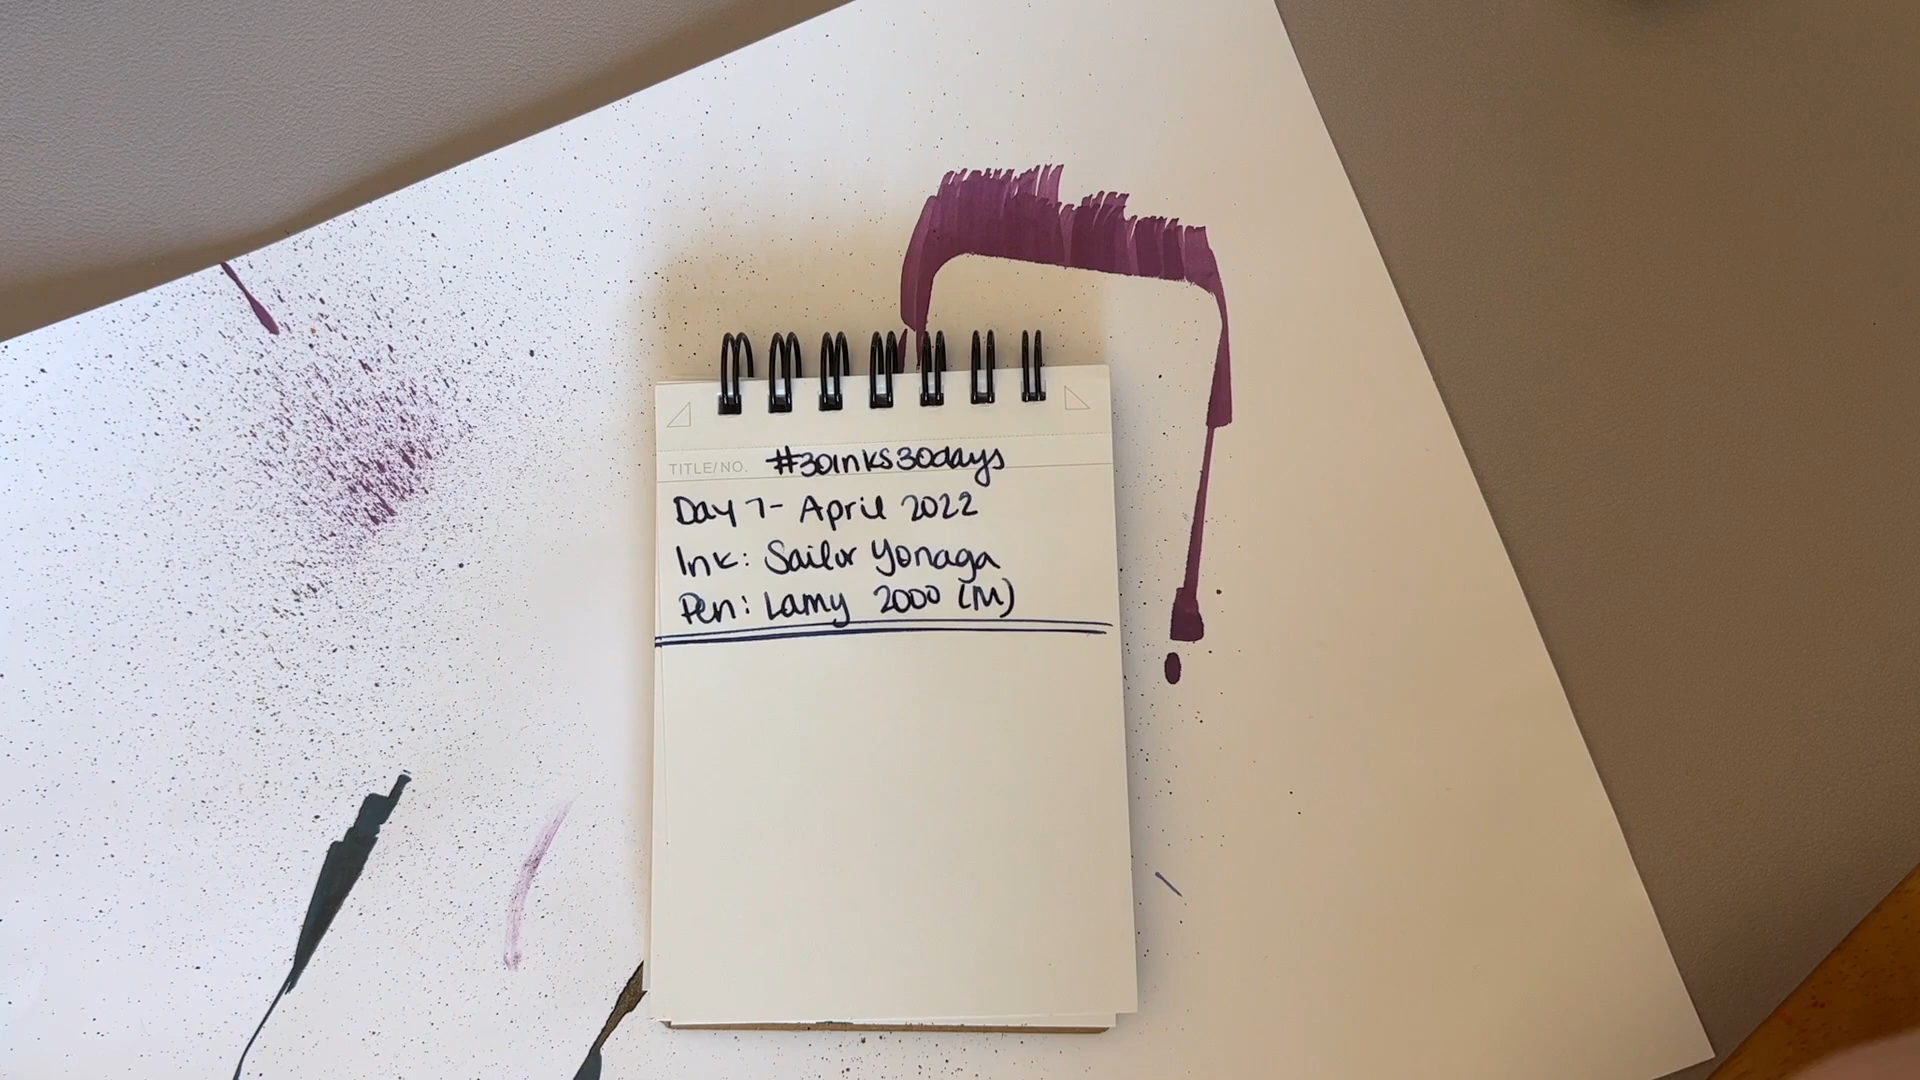 TITLE/NO. #30inks30days
Day 7 - April 2022
Ink: Sailor Yonaga
Pen: Lamy 2000 (M)